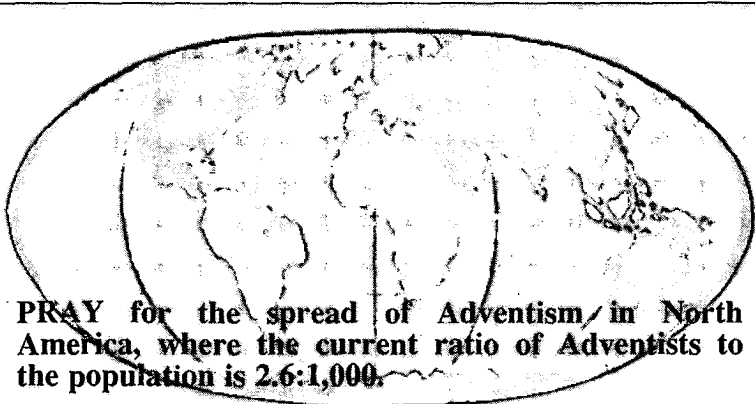 PRAY for the spread of Adventism in North
America, where the current ratio of Adventists to
the population is 2.6:1,000.